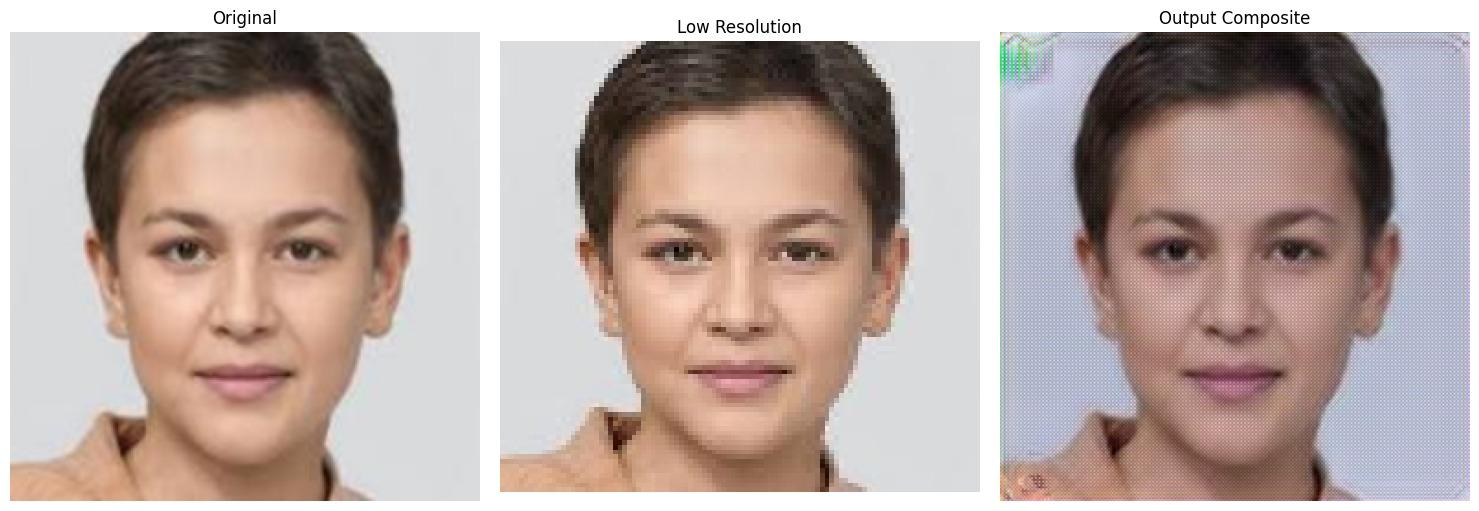 Original
Low Resolution
Output Composite